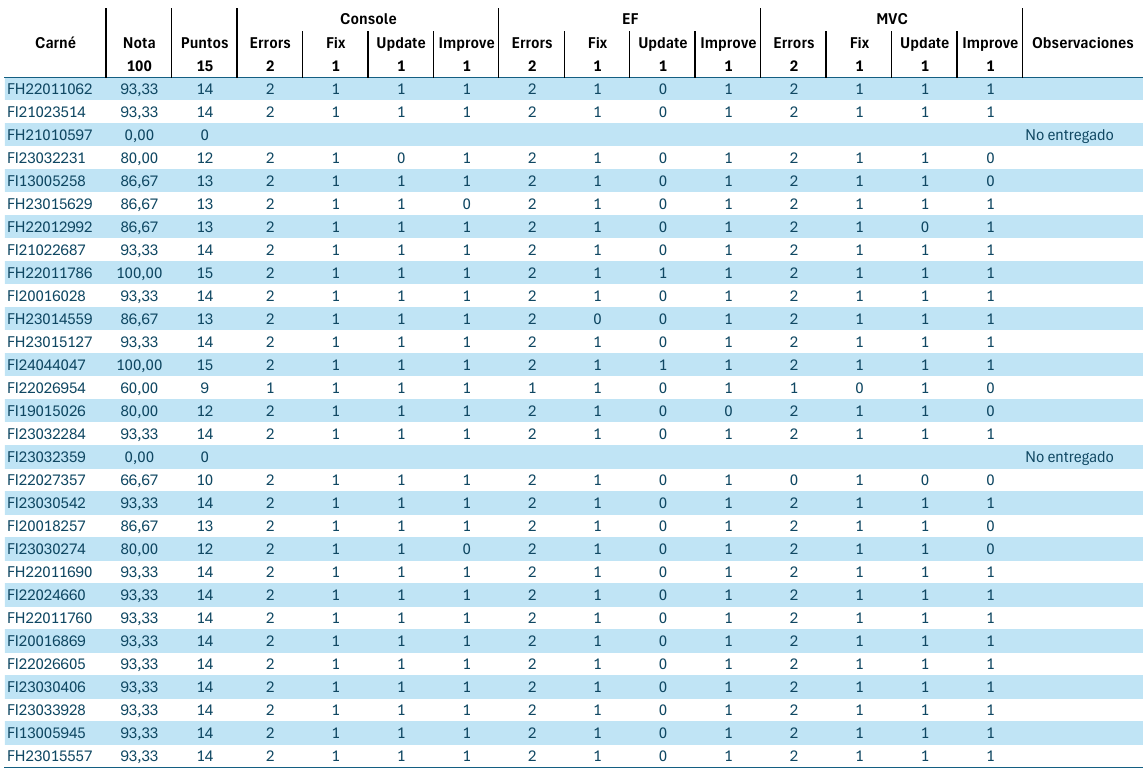 Console EF MVC
Carné Nota Puntos Errors Fix Update Improve Errors Fix Update Improve Errors Fix Update Improve Observaciones
100 15 2 1 1 1 2 1 1 1 2 1 1 1
FH22011062 93,33 14 2 1 1 1 2 1 0 1 2 1 1 1
FI21023514 93,33 14 2 1 1 1 2 1 0 1 2 1 1 1
FH21010597 0,00 0 No entregado
FI23032231 80,00 12 2 1 0 1 2 1 0 1 2 1 1 0
FI13005258 86,67 13 2 1 1 1 2 1 0 1 2 1 1 0
FH23015629 86,67 13 2 1 1 0 2 1 0 1 2 1 1 1
FH22012992 86,67 13 2 1 1 1 2 1 0 1 2 1 0 1
FI21022687 93,33 14 2 1 1 1 2 1 0 1 2 1 1 1
FH22011786 100,00 15 2 1 1 1 2 1 1 1 2 1 1 1
FI20016028 93,33 14 2 1 1 1 2 1 0 1 2 1 1 1
FH23014559 86,67 13 2 1 1 1 2 0 0 1 2 1 1 1
FH23015127 93,33 14 2 1 1 1 2 1 0 1 2 1 1 1
FI24044047 100,00 15 2 1 1 1 2 1 1 1 2 1 1 1
FI22026954 60,00 9 1 1 1 1 1 1 0 1 1 0 1 0
FI19015026 80,00 12 2 1 1 1 2 1 0 0 2 1 1 0
FI23032284 93,33 14 2 1 1 1 2 1 0 1 2 1 1 1
FI23032359 0,00 0 No entregado
FI22027357 66,67 10 2 1 1 1 2 1 0 1 0 1 0 0
FI23030542 93,33 14 2 1 1 1 2 1 0 1 2 1 1 1
FI20018257 86,67 13 2 1 1 1 2 1 0 1 2 1 1 0
FI23030274 80,00 12 2 1 1 0 2 1 0 1 2 1 1 0
FH22011690 93,33 14 2 1 1 1 2 1 0 1 2 1 1 1
FI22024660 93,33 14 2 1 1 1 2 1 0 1 2 1 1 1
FH22011760 93,33 14 2 1 1 1 2 1 0 1 2 1 1 1
FI20016869 93,33 14 2 1 1 1 2 1 0 1 2 1 1 1
FI22026605 93,33 14 2 1 1 1 2 1 0 1 2 1 1 1
FI23030406 93,33 14 2 1 1 1 2 1 0 1 2 1 1 1
FI23033928 93,33 14 2 1 1 1 2 1 0 1 2 1 1 1
FI13005945 93,33 14 2 1 1 1 2 1 0 1 2 1 1 1
FH23015557 93,33 14 2 1 1 1 2 1 0 1 2 1 1 1